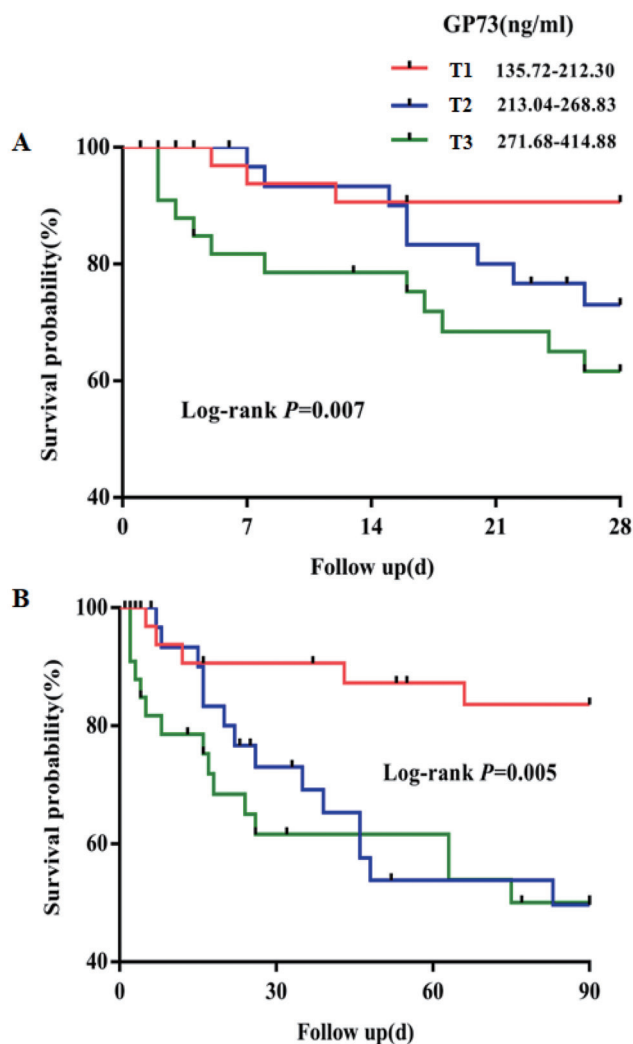 GP73(ng/ml)
T1 135.72-212.30
T2 213.04-268.83
T3 271.68-414.88
A
100
80
60
40
Survival probability(%)
Log-rank P=0.007
0 7 14 21 28
Follow up(d)
B
100
80
60
40
Survival probability(%)
Log-rank P=0.005
0 30 60 90
Follow up(d)